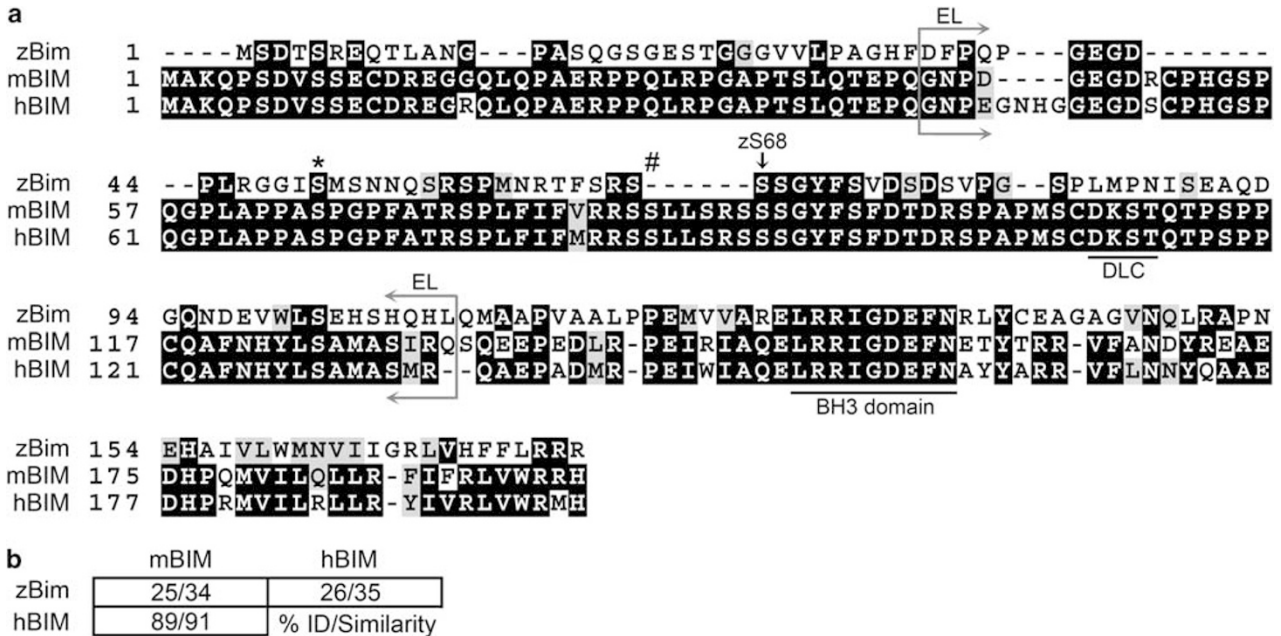 a
EL
zBim 1 ----MSDTSREQTLANG---PASQGSGESTGGGVVLPAGHFDFPQP---GEGD-------
mBIM 1 MAKQPSDVSSECDREGGQLQPAERPPQLRPGAPTSLQTEPQGNPD----GEGDRCPHGSP
hBIM 1 MAKQPSDVSSECDREGRQLQPAERPPQLRPGAPTSLQTEPQGNPEGNHGGEGDSCPHGSP
* # zS68
zBim 44 --PLRGGISMSNNQSRSPMNRTFSRS------SSGYFSVDSDSVPG--SPLMPNISEAQD
mBIM 57 QGPLAPPASPGPFATRSPLFIFVRRSSLLSRSSSGYFSFDTDRSPAPMSCDKSTQTPSPP
hBIM 61 QGPLAPPASPGPFATRSPLFIFMRRSSLLSRSSSGYFSFDTDRSPAPMSCDKSTQTPSPP
DLC
EL
zBim 94 GQNDEVWLSEHSHQHLQMAAPVAALPPEMVVARELRRIGDEFNRLYCEAGAGVNQLRAPN
mBIM 117 CQAFNHYLSAMASIRQSQEEPEDLR-PEIRIAQELRRIGDEFNETYTRR-VFANDYREAE
hBIM 121 CQAFNHYLSAMASMR--QAEPADMR-PEIWIAQELRRIGDEFNAYYARR-VFLNNYQAAE
BH3 domain
zBim 154 EHAIVLWMNVIIGRLVHFFLRRR
mBIM 175 DHPQMVILQLLR-FIFRLVWRRH
hBIM 177 DHPRMVILRLLR-YIVRLVWRMH
b
mBIM hBIM
zBim 25/34 26/35
hBIM 89/91 % ID/Similarity